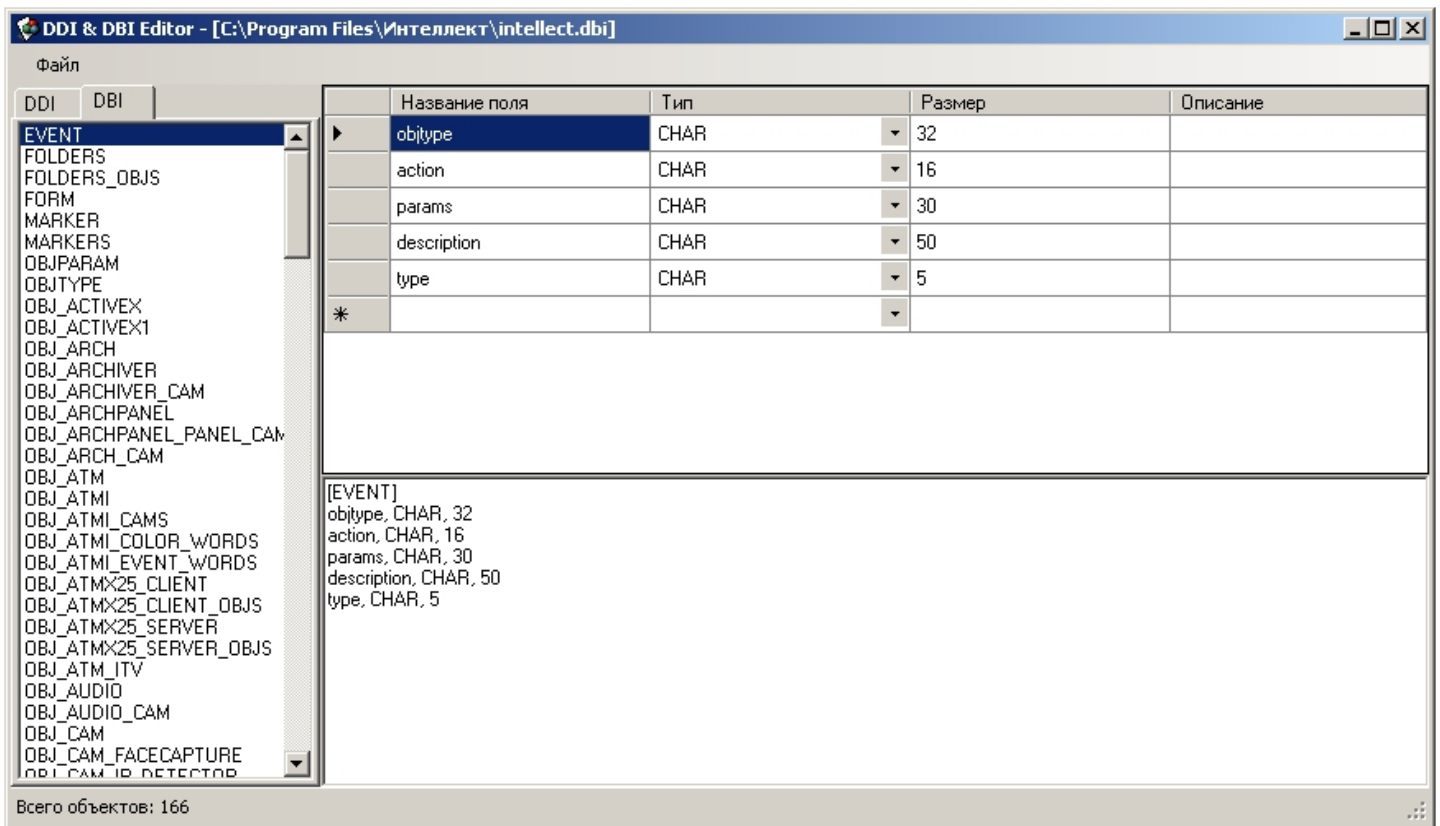 DDI & DBI Editor - [C:\Program Files\Интеллект\intellect.dbi]
Файл
DDI DBI
EVENT
FOLDERS
FOLDERS_OBJS
FORM
MARKER
MARKERS
OBJPARAM
OBJTYPE
OBJ_ACTIVEX
OBJ_ACTIVEX1
OBJ_ARCH
OBJ_ARCHIVER
OBJ_ARCHIVER_CAM
OBJ_ARCHPANEL
OBJ_ARCHPANEL_PANEL_CAM
OBJ_ARCH_CAM
OBJ_ATM
OBJ_ATMI
OBJ_ATMI_CAMS
OBJ_ATMI_COLOR_WORDS
OBJ_ATMI_EVENT_WORDS
OBJ_ATMX25_CLIENT
OBJ_ATMX25_CLIENT_OBJS
OBJ_ATMX25_SERVER
OBJ_ATMX25_SERVER_OBJS
OBJ_ATM_ITV
OBJ_AUDIO
OBJ_AUDIO_CAM
OBJ_CAM
OBJ_CAM_FACECAPTURE
OBJ_CAM_IR_DETECTOR
Название поля Тип Размер Описание
objtype CHAR 32
action CHAR 16
params CHAR 30
description CHAR 50
type CHAR 5
[EVENT]
objtype, CHAR, 32
action, CHAR, 16
params, CHAR, 30
description, CHAR, 50
type, CHAR, 5
Всего объектов: 166